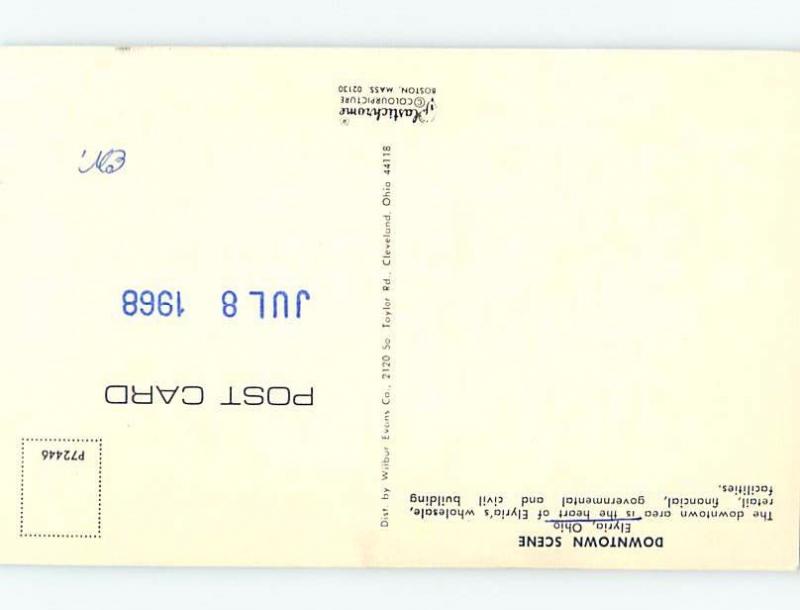 DOWNTOWN SCENE
Elyria, Ohio
The downtown area is the heart of Elyria's wholesale,
retail, financial, governmental and civil building
facilities.
P72446
POST CARD
JUL 8 1968
Dist. by Wilbur Evans Co., 2120 So. Taylor Rd., Cleveland, Ohio 44118
Plastichrome
©COLOURPICTURE
BOSTON, MASS. 02130